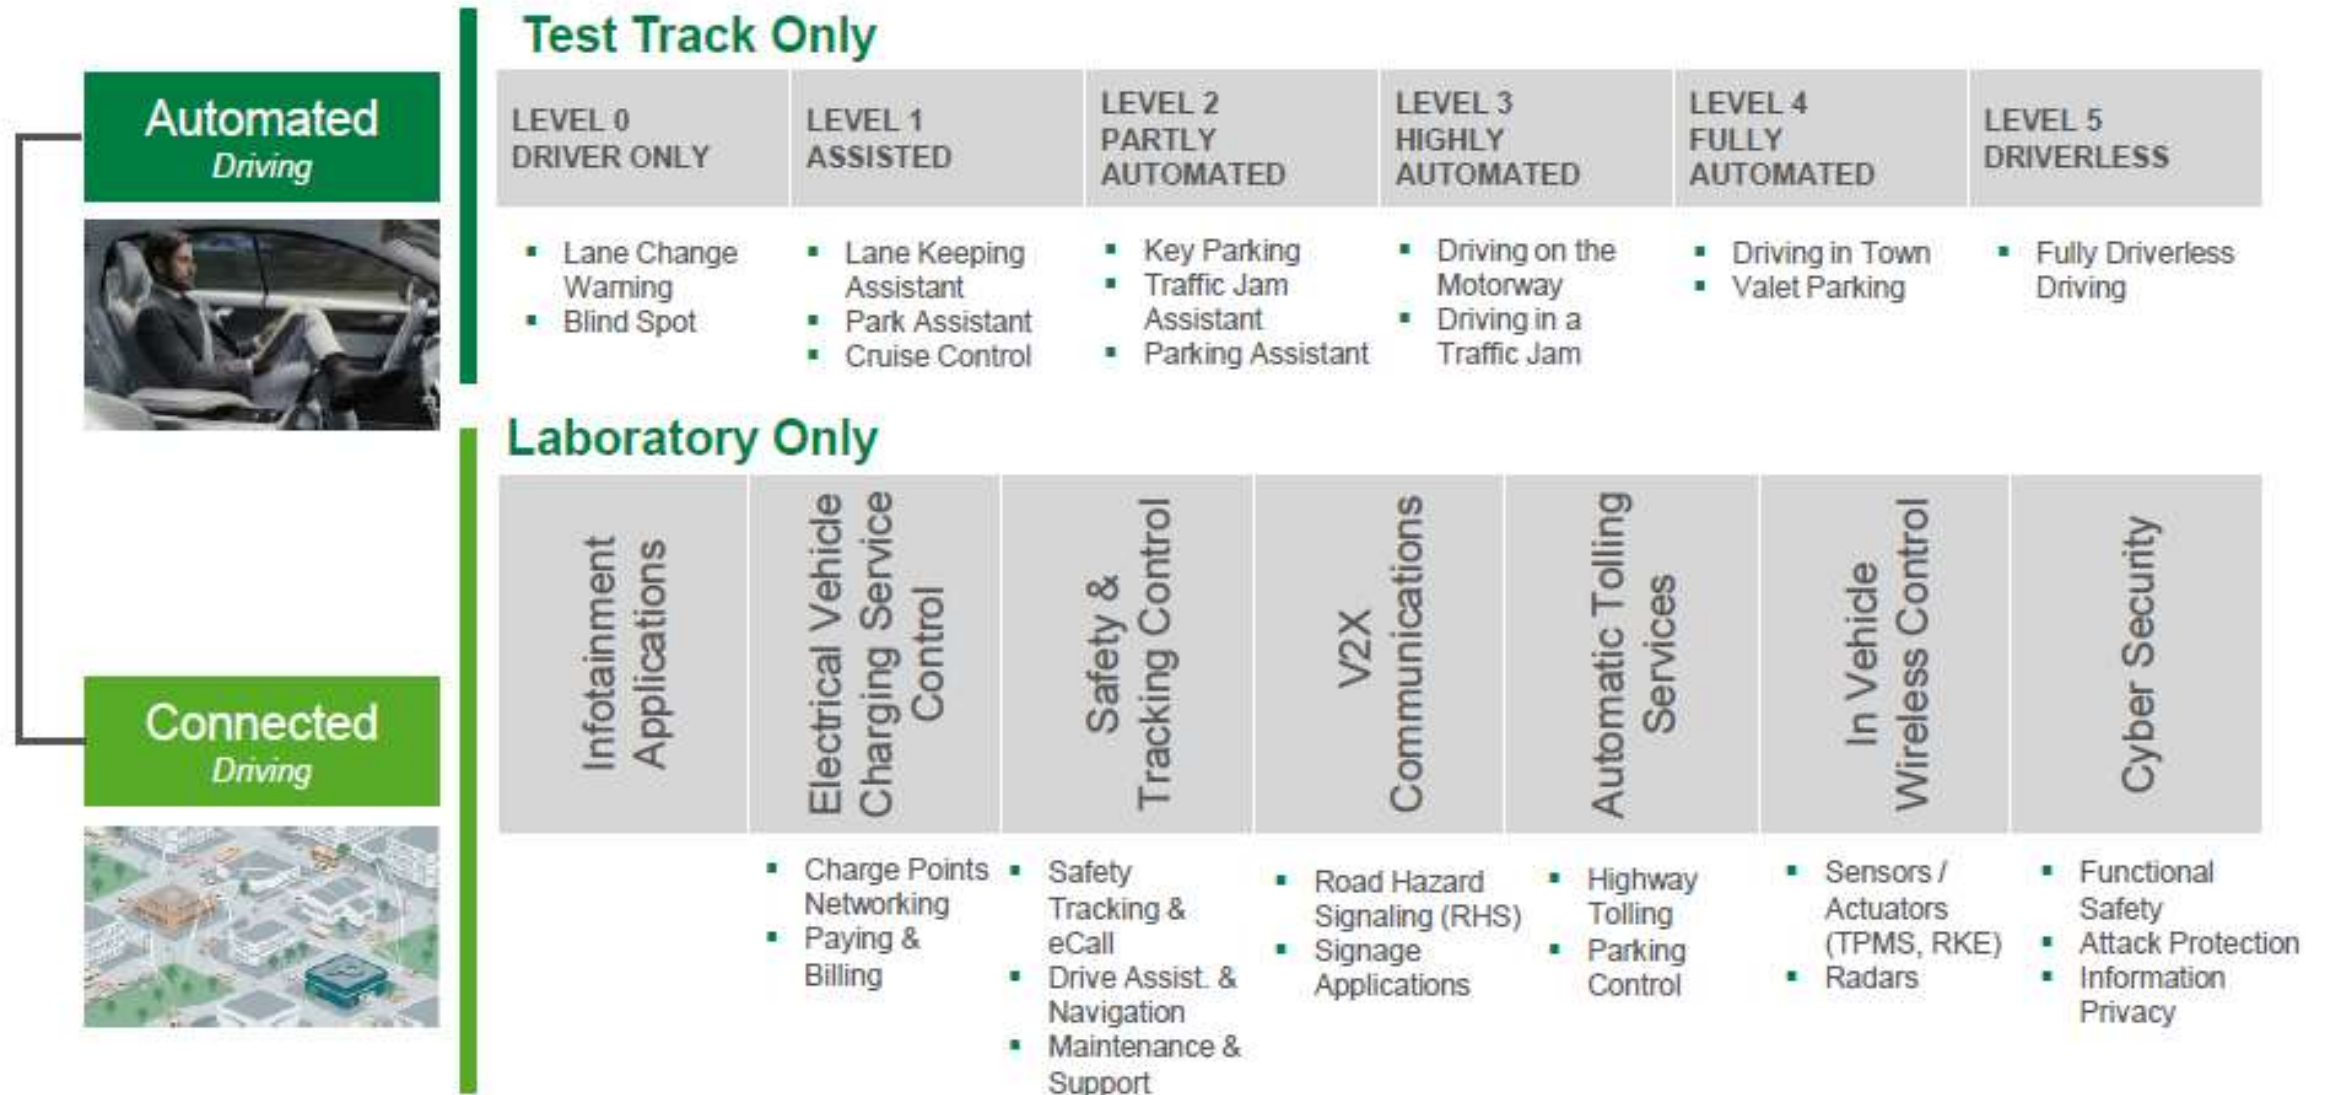 Test Track Only
Automated
Driving
LEVEL 0
DRIVER ONLY
LEVEL 1
ASSISTED
LEVEL 2
PARTLY
AUTOMATED
LEVEL 3
HIGHLY
AUTOMATED
LEVEL 4
FULLY
AUTOMATED
LEVEL 5
DRIVERLESS
▪ Lane Change
Warning
▪ Blind Spot
▪ Lane Keeping
Assistant
▪ Park Assistant
▪ Cruise Control
▪ Key Parking
▪ Traffic Jam
Assistant
▪ Parking Assistant
▪ Driving on the
Motorway
▪ Driving in a
Traffic Jam
▪ Driving in Town
▪ Valet Parking
▪ Fully Driverless
Driving
Laboratory Only
Connected
Driving
Infotainment
Applications
Electrical Vehicle
Charging Service
Control
Safety &
Tracking Control
V2X
Communications
Automatic Tolling
Services
In Vehicle
Wireless Control
Cyber Security
▪ Charge Points
Networking
▪ Paying &
Billing
▪ Safety
Tracking &
eCall
▪ Drive Assist. &
Navigation
▪ Maintenance &
Support
▪ Road Hazard
Signaling (RHS)
▪ Signage
Applications
▪ Highway
Tolling
▪ Parking
Control
▪ Sensors /
Actuators
(TPMS, RKE)
▪ Radars
▪ Functional
Safety
▪ Attack Protection
▪ Information
Privacy